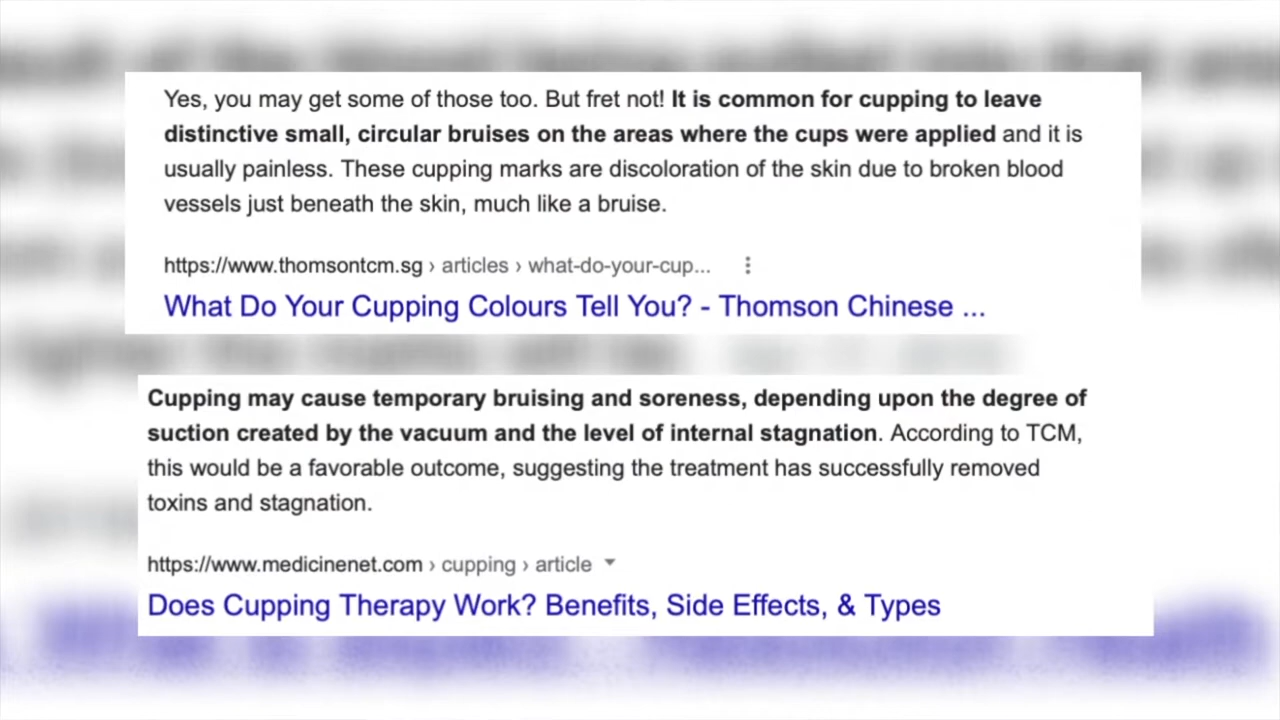 Yes, you may get some of those too. But fret not! It is common for cupping to leave
distinctive small, circular bruises on the areas where the cups were applied and it is
usually painless. These cupping marks are discoloration of the skin due to broken blood
vessels just beneath the skin, much like a bruise.
https://www.thomsontcm.sg › articles › what-do-your-cup...
What Do Your Cupping Colours Tell You? - Thomson Chinese ...
Cupping may cause temporary bruising and soreness, depending upon the degree of
suction created by the vacuum and the level of internal stagnation. According to TCM,
this would be a favorable outcome, suggesting the treatment has successfully removed
toxins and stagnation.
https://www.medicinenet.com › cupping › article
Does Cupping Therapy Work? Benefits, Side Effects, & Types